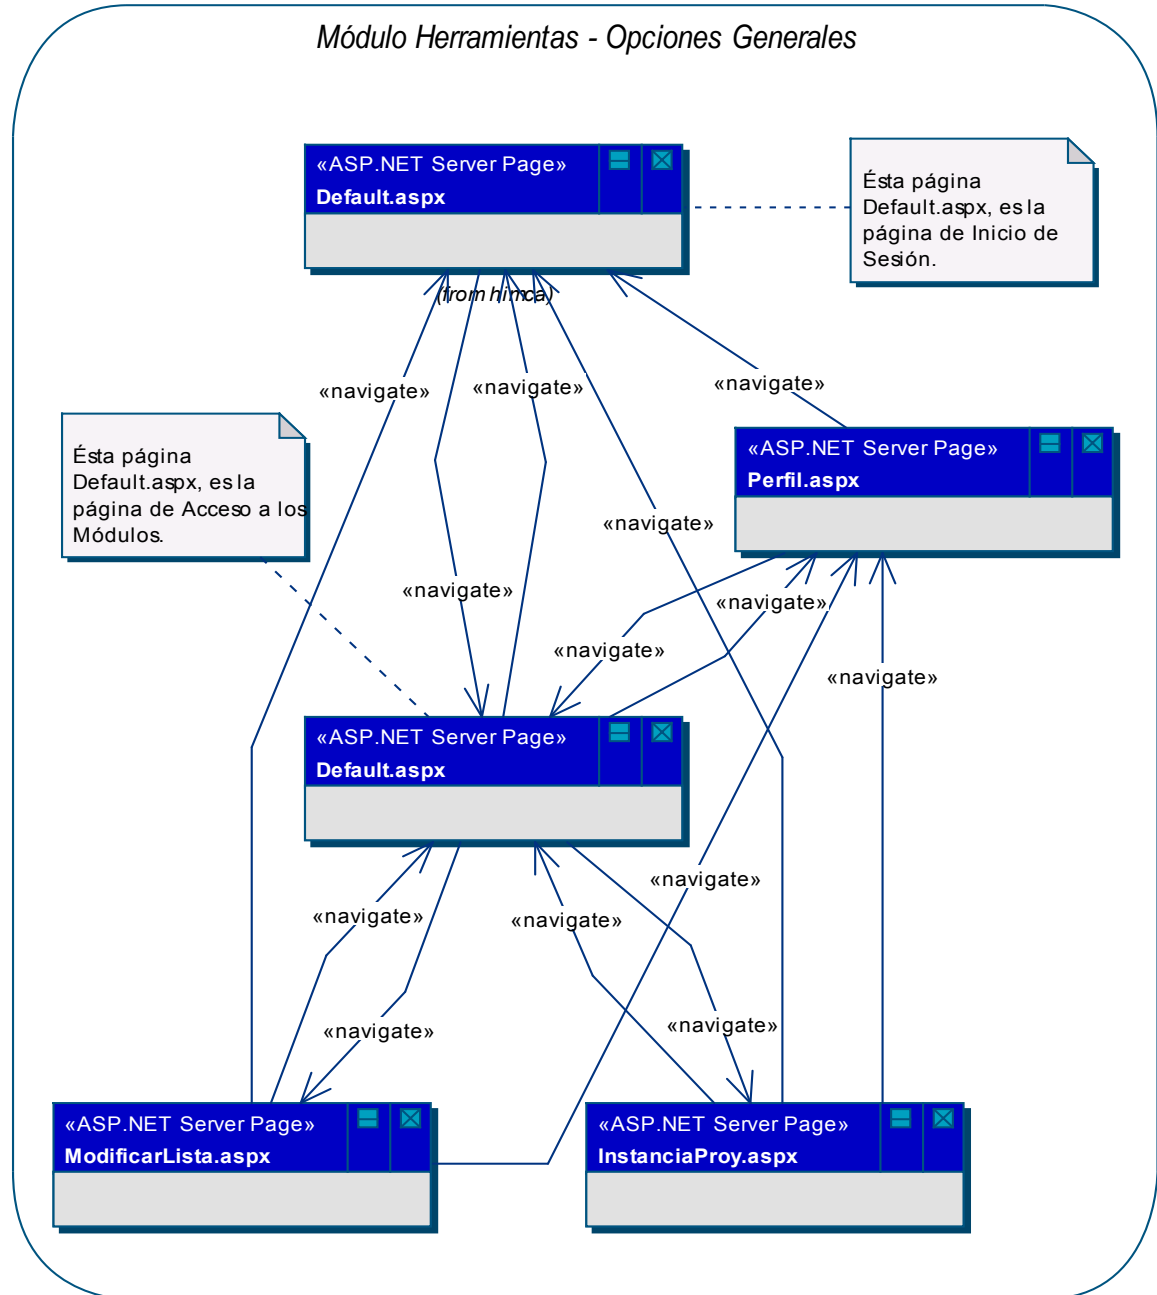 Módulo Herramientas - Opciones Generales
«ASP.NET Server Page»
Default.aspx
Ésta página
Default.aspx, es la
página de Inicio de
Sesión.
(from himca)
«navigate»
«navigate»
«navigate»
Ésta página
Default.aspx, es la
página de Acceso a los
Módulos.
«ASP.NET Server Page»
Perfil.aspx
«navigate»
«navigate»
«navigate»
«navigate»
«navigate»
«ASP.NET Server Page»
Default.aspx
«navigate»
«navigate»
«navigate»
«navigate»
«navigate»
«ASP.NET Server Page»
ModificarLista.aspx
«ASP.NET Server Page»
InstanciaProy.aspx